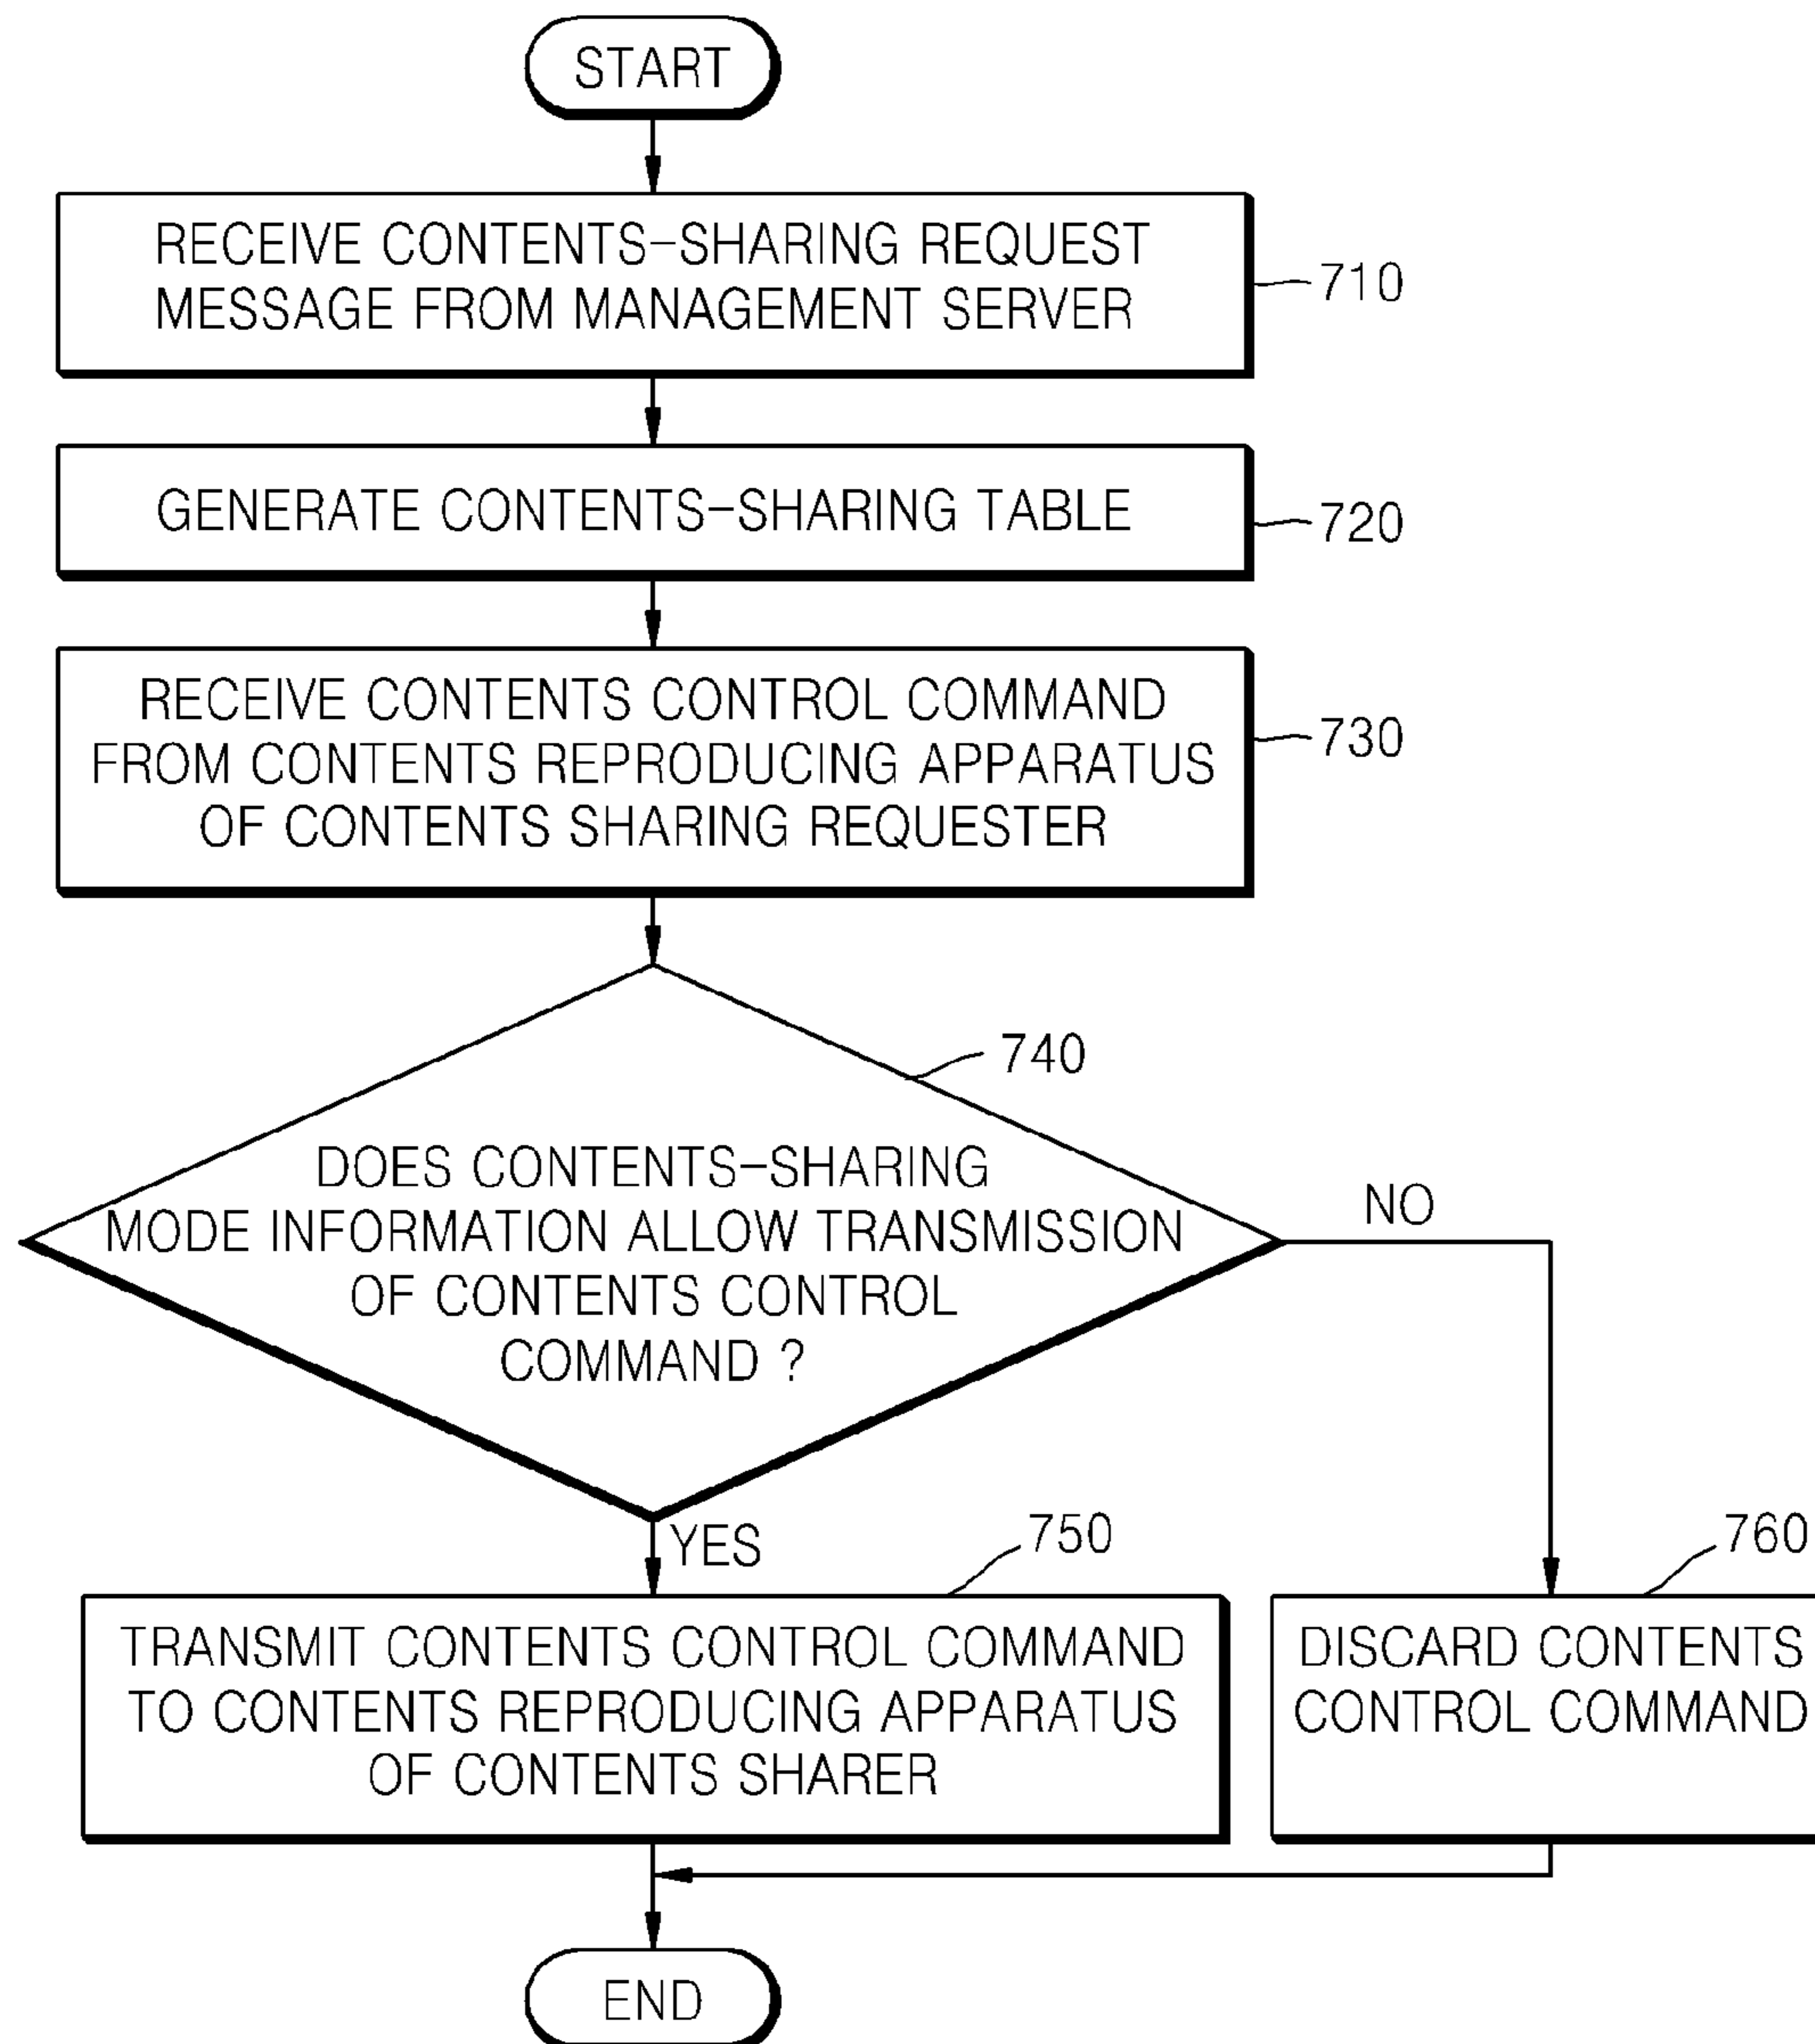 START
RECEIVE CONTENTS-SHARING REQUEST
MESSAGE FROM MANAGEMENT SERVER
710
GENERATE CONTENTS-SHARING TABLE
720
RECEIVE CONTENTS CONTROL COMMAND
FROM CONTENTS REPRODUCING APPARATUS
OF CONTENTS SHARING REQUESTER
730
740
DOES CONTENTS-SHARING
MODE INFORMATION ALLOW TRANSMISSION
OF CONTENTS CONTROL
COMMAND ?
NO
YES
750
TRANSMIT CONTENTS CONTROL COMMAND
TO CONTENTS REPRODUCING APPARATUS
OF CONTENTS SHARER
760
DISCARD CONTENTS
CONTROL COMMAND
END